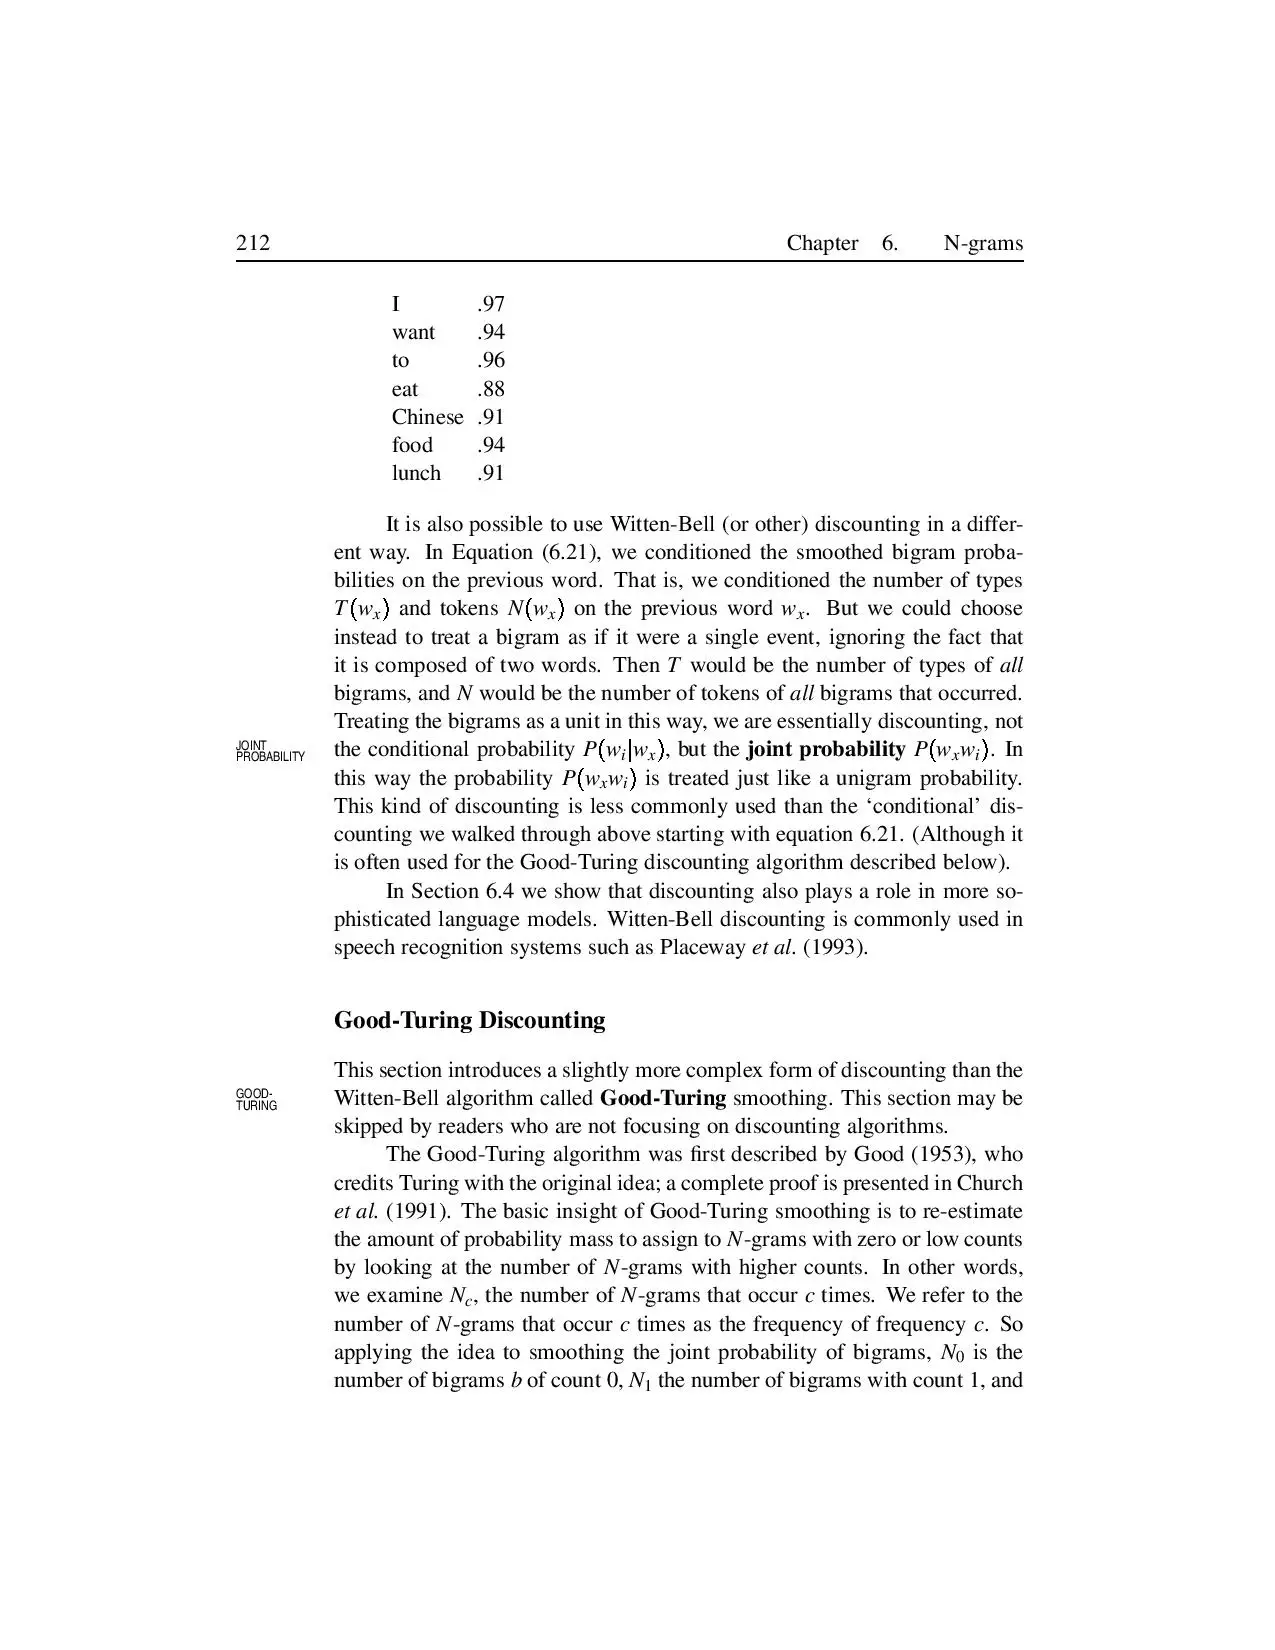 212 Chapter 6. N-grams
I .97
want .94
to .96
eat .88
Chinese .91
food .94
lunch .91
It is also possible to use Witten-Bell (or other) discounting in a differ-
ent way. In Equation (6.21), we conditioned the smoothed bigram proba-
bilities on the previous word. That is, we conditioned the number of types
T(wₓ) and tokens N(wₓ) on the previous word wₓ. But we could choose
instead to treat a bigram as if it were a single event, ignoring the fact that
it is composed of two words. Then T would be the number of types of all
bigrams, and N would be the number of tokens of all bigrams that occurred.
Treating the bigrams as a unit in this way, we are essentially discounting, not
JOINT
PROBABILITY
the conditional probability P(wᵢ|wₓ), but the joint probability P(wₓwᵢ). In
this way the probability P(wₓwᵢ) is treated just like a unigram probability.
This kind of discounting is less commonly used than the ‘conditional’ dis-
counting we walked through above starting with equation 6.21. (Although it
is often used for the Good-Turing discounting algorithm described below).
In Section 6.4 we show that discounting also plays a role in more so-
phisticated language models. Witten-Bell discounting is commonly used in
speech recognition systems such as Placeway et al. (1993).
Good-Turing Discounting
This section introduces a slightly more complex form of discounting than the
GOOD-
TURING
Witten-Bell algorithm called Good-Turing smoothing. This section may be
skipped by readers who are not focusing on discounting algorithms.
The Good-Turing algorithm was first described by Good (1953), who
credits Turing with the original idea; a complete proof is presented in Church
et al. (1991). The basic insight of Good-Turing smoothing is to re-estimate
the amount of probability mass to assign to N-grams with zero or low counts
by looking at the number of N-grams with higher counts. In other words,
we examine N_c, the number of N-grams that occur c times. We refer to the
number of N-grams that occur c times as the frequency of frequency c. So
applying the idea to smoothing the joint probability of bigrams, N₀ is the
number of bigrams b of count 0, N₁ the number of bigrams with count 1, and